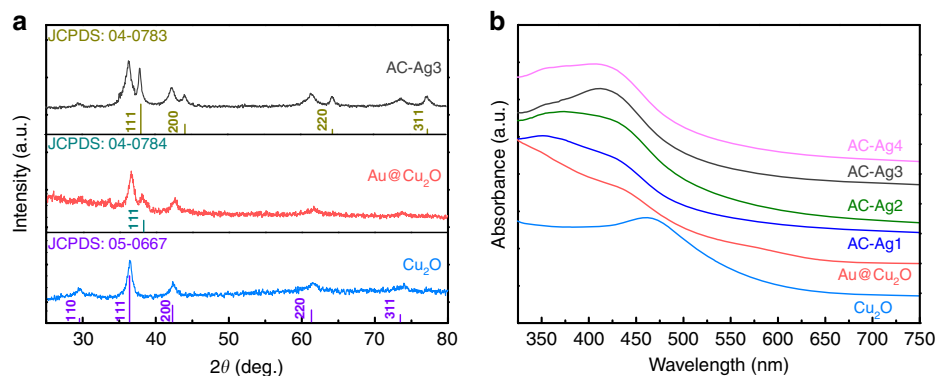 a
JCPDS: 04-0783
AC-Ag3
111
200
220
311
JCPDS: 04-0784
Au@Cu₂O
111
JCPDS: 05-0667
Cu₂O
110
111
200
220
311
30 40 50 60 70 80
2θ (deg.)
Intensity (a.u.)
b
AC-Ag4
AC-Ag3
AC-Ag2
AC-Ag1
Au@Cu₂O
Cu₂O
350 400 450 500 550 600 650 700 750
Wavelength (nm)
Absorbance (a.u.)